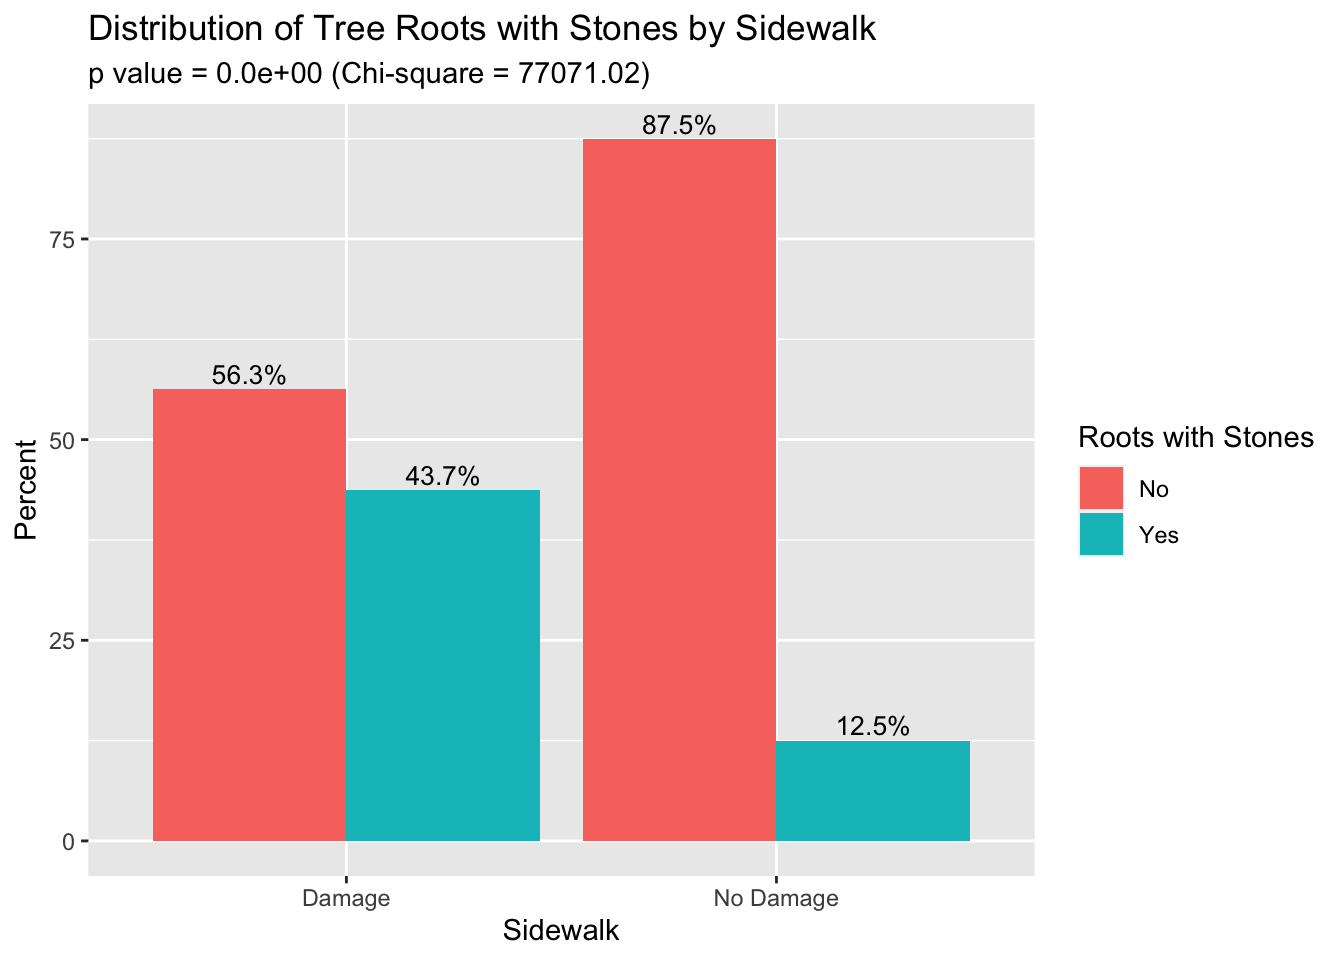 Distribution of Tree Roots with Stones by Sidewalk
p value = 0.0e+00 (Chi-square = 77071.02)
87.5%
75
56.3%
50
43.7%
25
12.5%
0
Percent
Damage
No Damage
Sidewalk
Roots with Stones
No
Yes